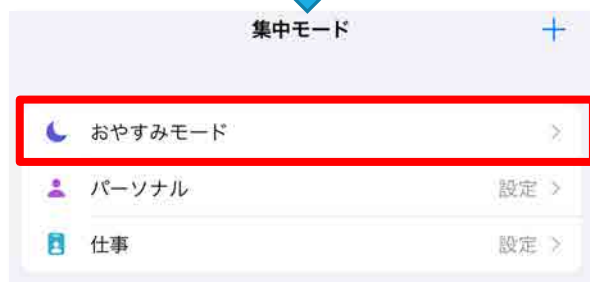 集中モード
おやすみモード
パーソナル 設定
仕事 設定